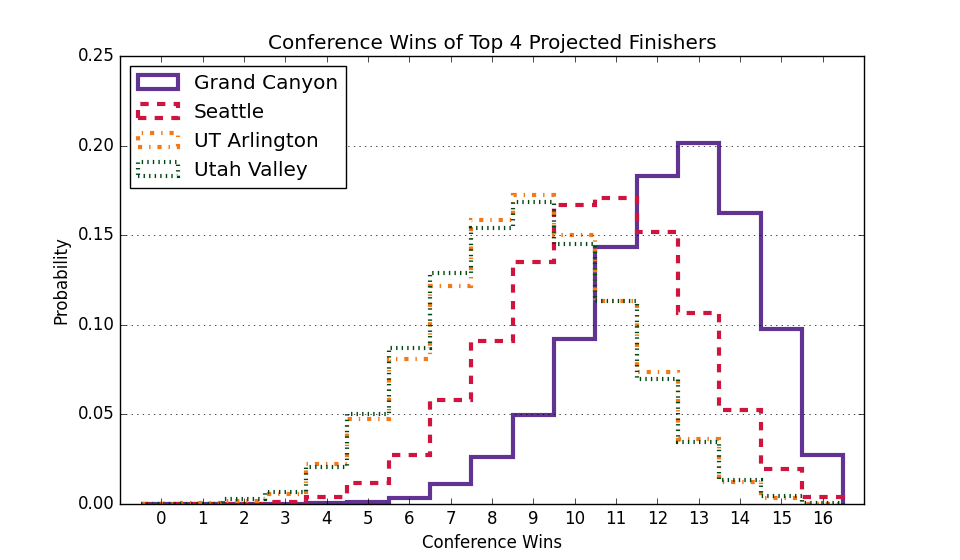 Conference Wins of Top 4 Projected Finishers
0.25
0.20
0.15
0.10
0.05
0.00
Probability
Grand Canyon
Seattle
UT Arlington
Utah Valley
0 1 2 3 4 5 6 7 8 9 10 11 12 13 14 15 16
Conference Wins